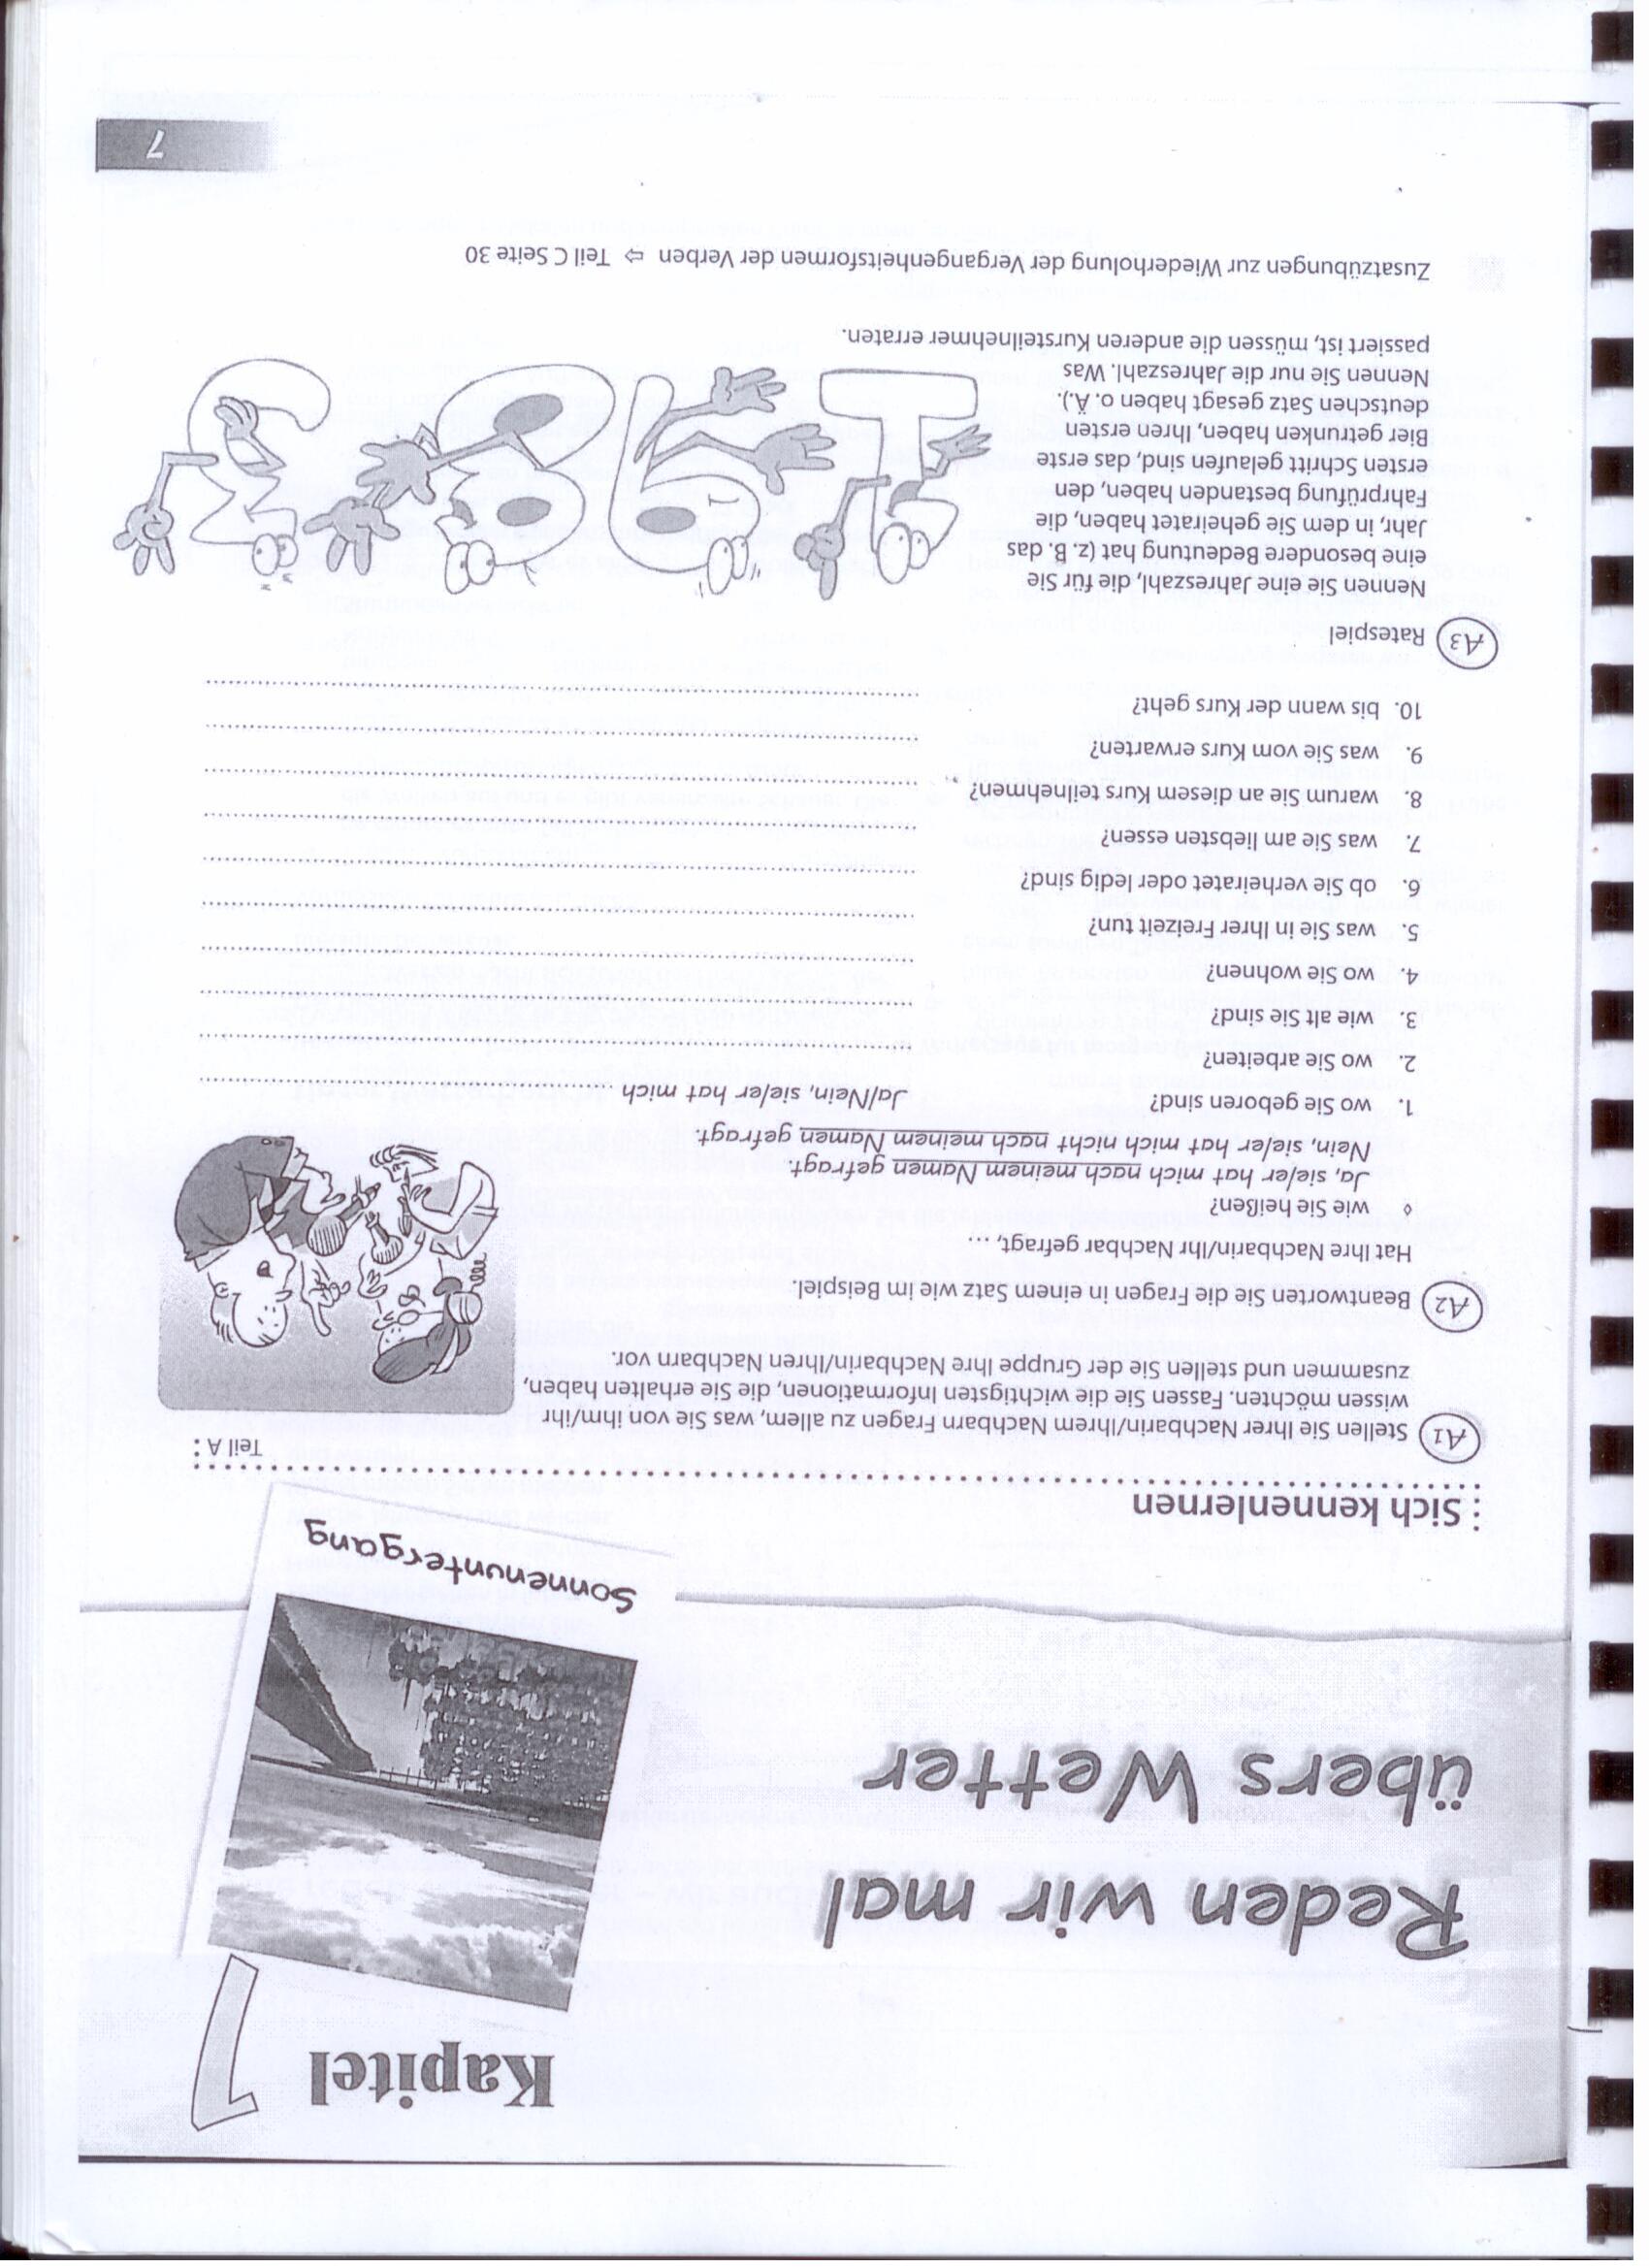 Kapitel 1
Reden wir mal
übers Wetter
Sonnenuntergang
Sich kennenlernen
Teil A
A1 Stellen Sie Ihrer Nachbarin/Ihrem Nachbarn Fragen zu allem, was Sie von ihm/ihr
wissen möchten. Fassen Sie die wichtigsten Informationen, die Sie erhalten haben,
zusammen und stellen Sie der Gruppe Ihre Nachbarin/Ihren Nachbarn vor.
A2 Beantworten Sie die Fragen in einem Satz wie im Beispiel.
Hat Ihre Nachbarin/Ihr Nachbar gefragt, ...
◊ wie Sie heißen?
Ja, sie/er hat mich nach meinem Namen gefragt.
Nein, sie/er hat mich nicht nach meinem Namen gefragt.
1. wo Sie geboren sind? Ja/Nein, sie/er hat mich
2. wo Sie arbeiten?
3. wie alt Sie sind?
4. wo Sie wohnen?
5. was Sie in Ihrer Freizeit tun?
6. ob Sie verheiratet oder ledig sind?
7. was Sie am liebsten essen?
8. warum Sie an diesem Kurs teilnehmen?
9. was Sie vom Kurs erwarten?
10. bis wann der Kurs geht?
A3 Ratespiel
Nennen Sie eine Jahreszahl, die für Sie
eine besondere Bedeutung hat (z. B. das
Jahr, in dem Sie geheiratet haben, die
Fahrprüfung bestanden haben, den
ersten Schritt gelaufen sind, das erste
Bier getrunken haben, Ihren ersten
deutschen Satz gesagt haben o. Ä.).
Nennen Sie nur die Jahreszahl. Was
passiert ist, müssen die anderen Kursteilnehmer erraten.
1983
Zusatzübungen zur Wiederholung der Vergangenheitsformen der Verben ⇨ Teil C Seite 30
7